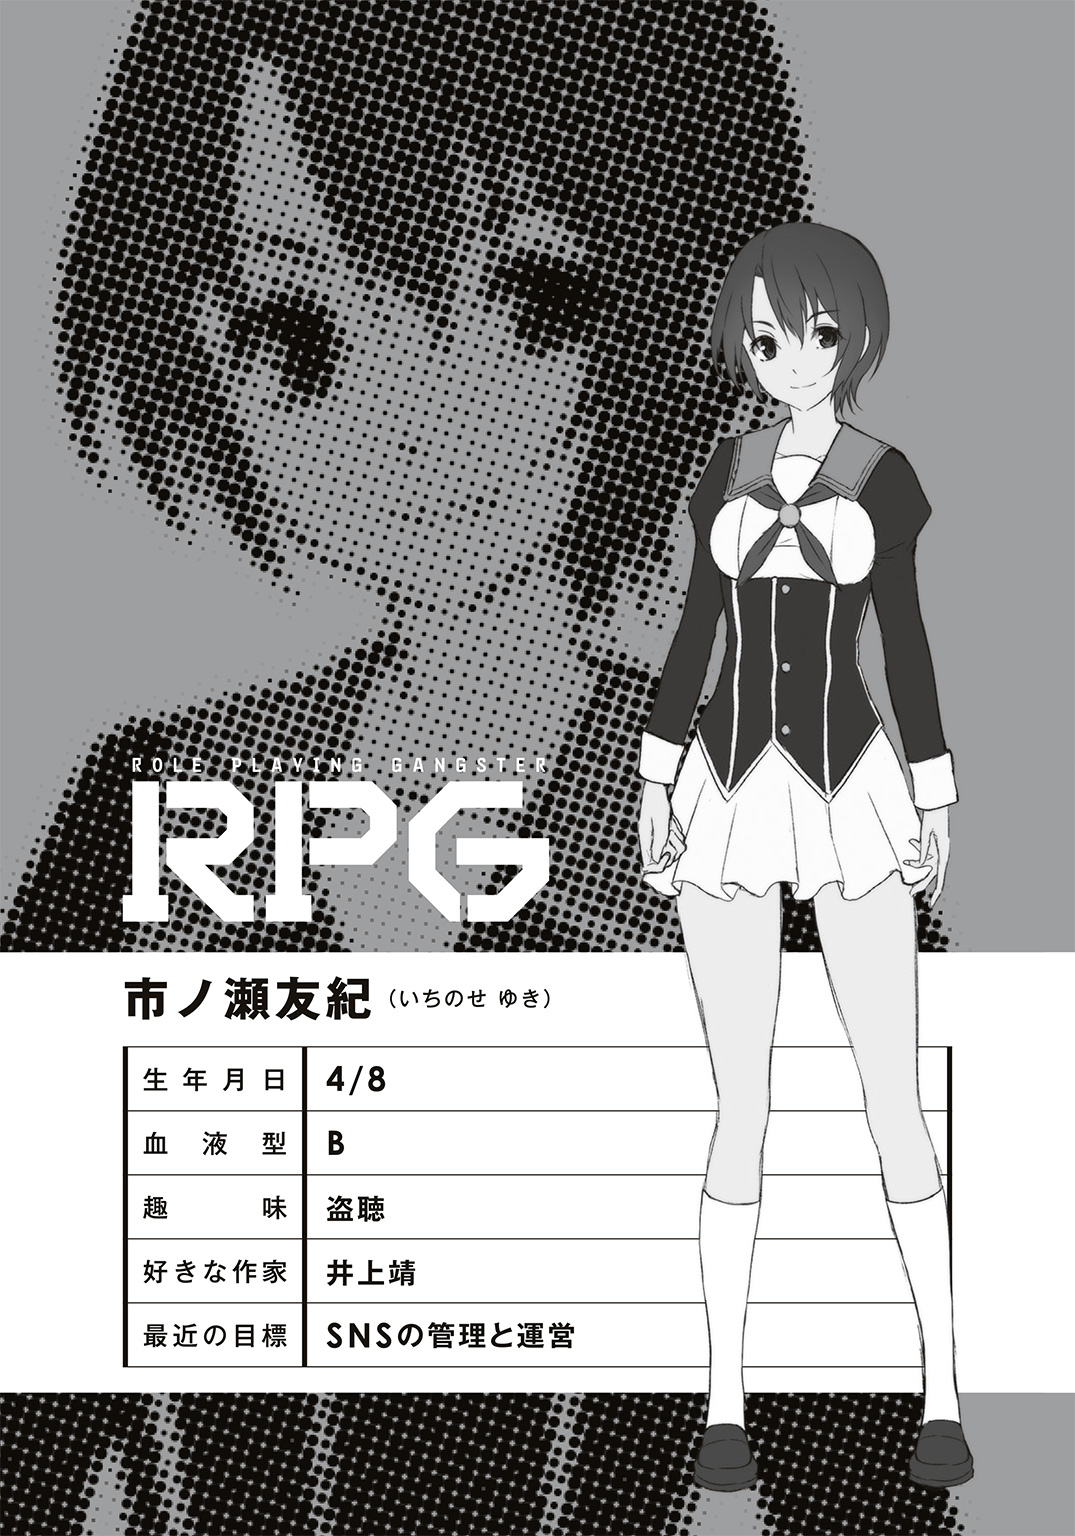 ROLE PLAYING GANGSTER
RPG
市ノ瀬友紀（いちのせ ゆき）
生年月日 4/8
血液型 B
趣味 盗聴
好きな作家 井上靖
最近の目標 SNSの管理と運営